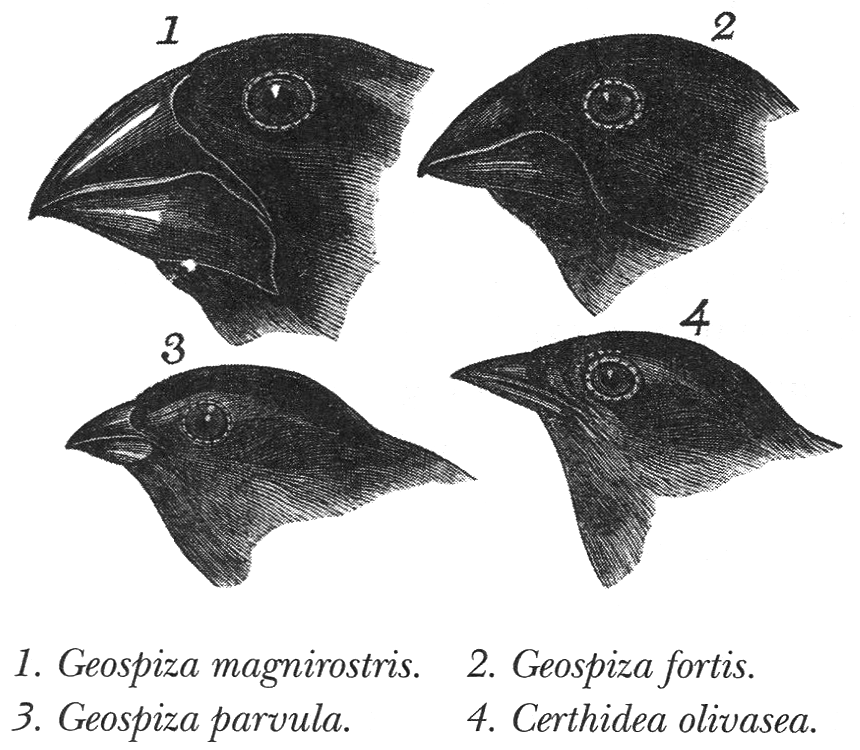 1
2
3
4
1. Geospiza magnirostris. 2. Geospiza fortis.
3. Geospiza parvula. 4. Certhidea olivasea.